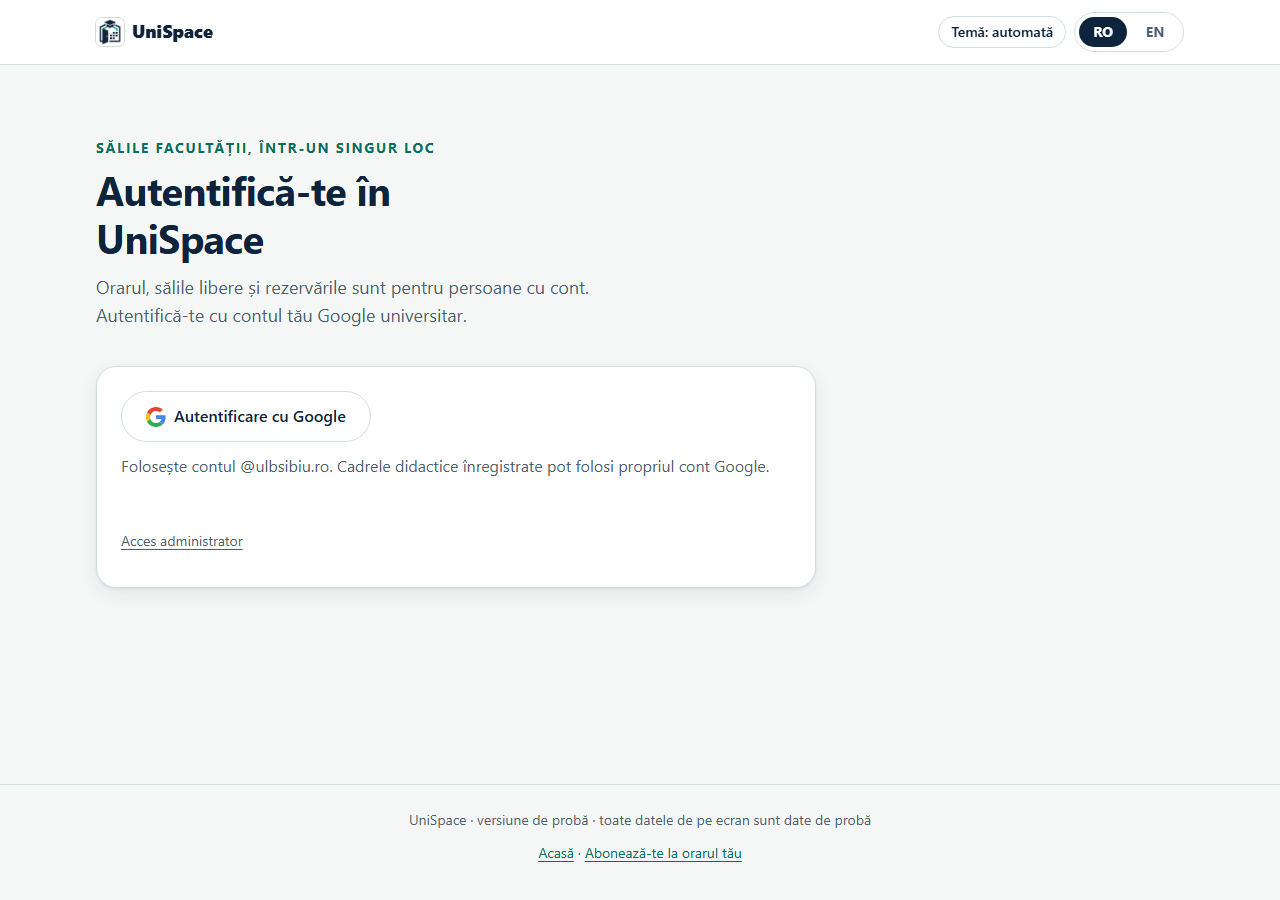 UniSpace
Temă: automată
RO
EN
SĂLILE FACULTĂȚII, ÎNTR-UN SINGUR LOC
Autentifică-te în
UniSpace
Orarul, sălile libere și rezervările sunt pentru persoane cu cont.
Autentifică-te cu contul tău Google universitar.
Autentificare cu Google
Folosește contul @ulbsibiu.ro. Cadrele didactice înregistrate pot folosi propriul cont Google.
Acces administrator
UniSpace · versiune de probă · toate datele de pe ecran sunt date de probă
Acasă · Abonează-te la orarul tău